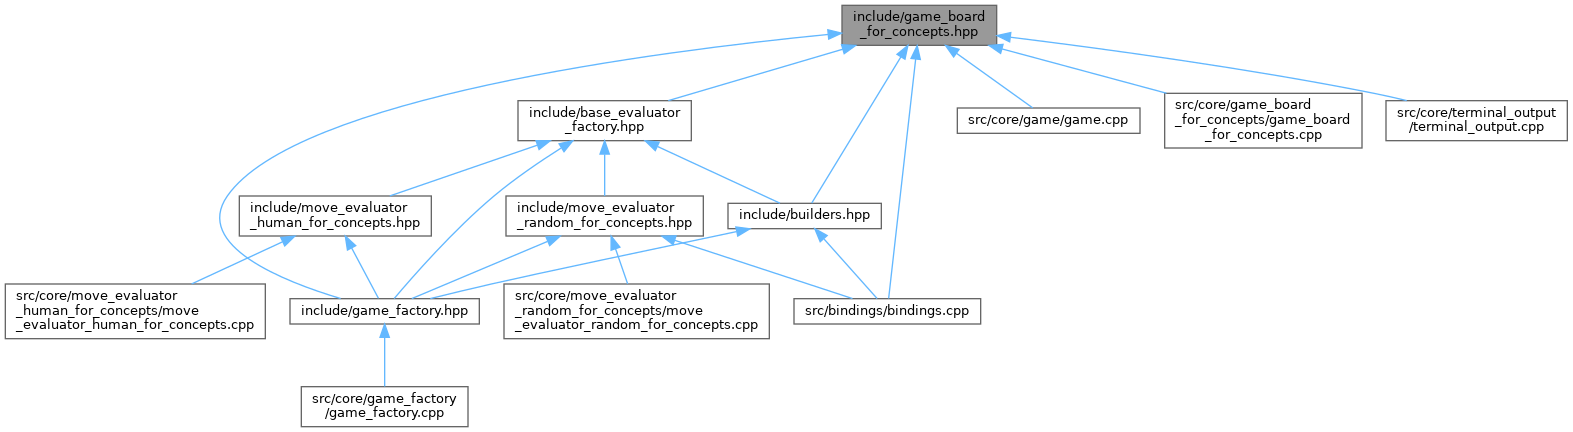 include/game_board
_for_concepts.hpp
include/base_evaluator
_factory.hpp
src/core/game/game.cpp
src/core/game_board
_for_concepts/game_board
_for_concepts.cpp
src/core/terminal_output
/terminal_output.cpp
include/move_evaluator
_human_for_concepts.hpp
include/move_evaluator
_random_for_concepts.hpp
include/builders.hpp
src/core/move_evaluator
_human_for_concepts/move
_evaluator_human_for_concepts.cpp
include/game_factory.hpp
src/core/move_evaluator
_random_for_concepts/move
_evaluator_random_for_concepts.cpp
src/bindings/bindings.cpp
src/core/game_factory
/game_factory.cpp